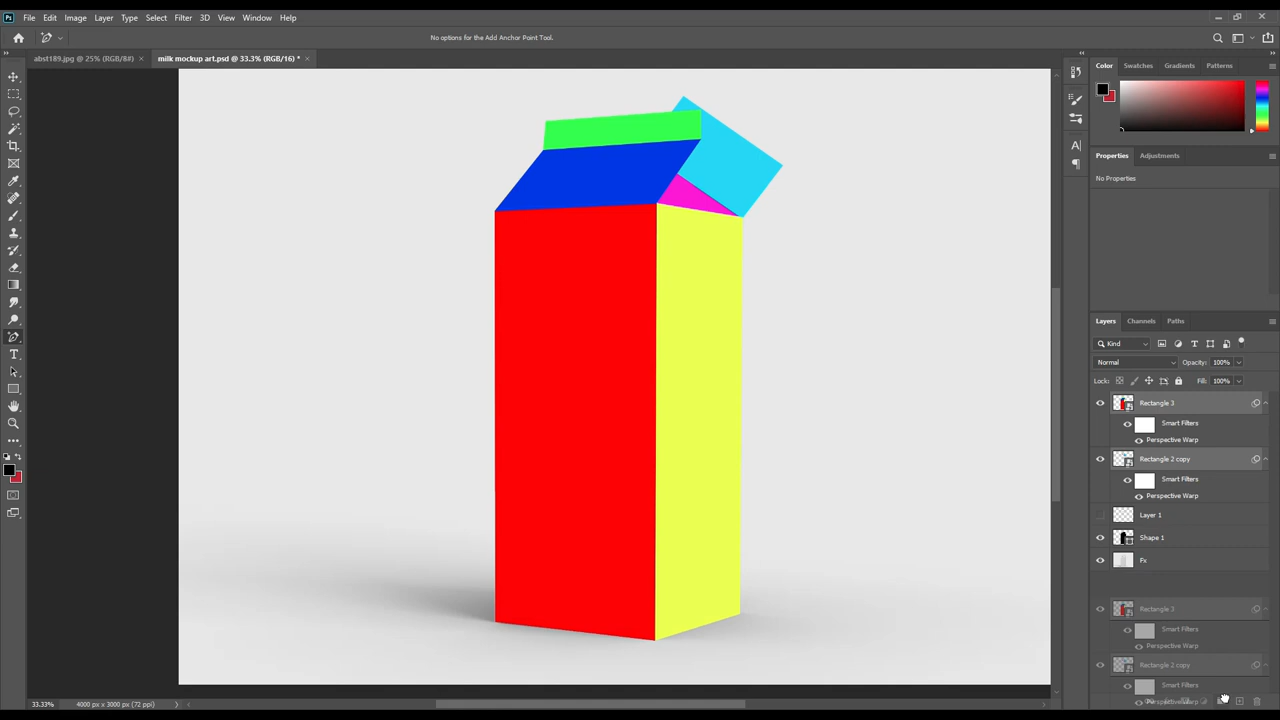 Ps File Edit Image Layer Type Select Filter 3D View Window Help
No options for the Add Anchor Point Tool.
abst189.jpg @ 25% (RGB/8#) milk mockup art.psd @ 33.3% (RGB/16) *
Color Swatches Gradients Patterns
Properties Adjustments
No Properties
Layers Channels Paths
Kind
Normal Opacity: 100%
Lock: Fill: 100%
Rectangle 3
Smart Filters
Perspective Warp
Rectangle 2 copy
Smart Filters
Perspective Warp
Layer 1
Shape 1
Fx
Rectangle 3
Smart Filters
Perspective Warp
Rectangle 2 copy
Smart Filters
Perspective Warp
33.33% 4000 px x 3000 px (72 ppi)